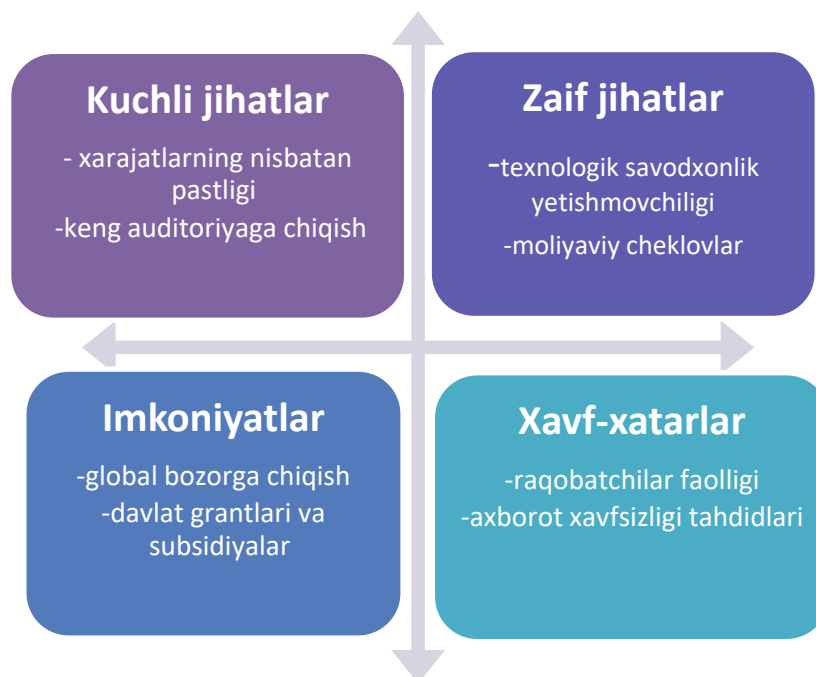 Kuchli jihatlar
- xarajatlarning nisbatan
pastligi
-keng auditoriyaga chiqish
Zaif jihatlar
-texnologik savodxonlik
yetishmovchiligi
-moliyaviy cheklovlar
Imkoniyatlar
-global bozorga chiqish
-davlat grantlari va
subsidiyalar
Xavf-xatarlar
-raqobatchilar faolligi
-axborot xavfsizligi tahdidlari